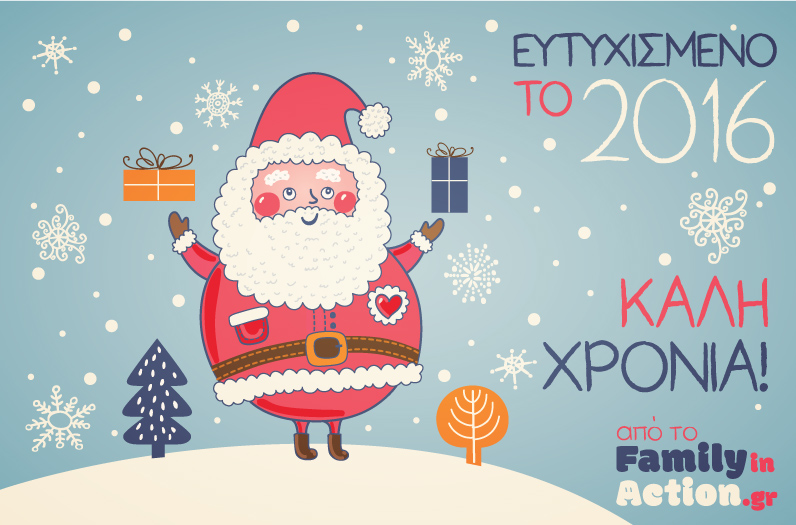 ΕΥΤΥΧΙΣΜΕΝΟ
ΤΟ 2016
ΚΑΛΗ
ΧΡΟΝΙΑ!
από το
Family in
Action.gr